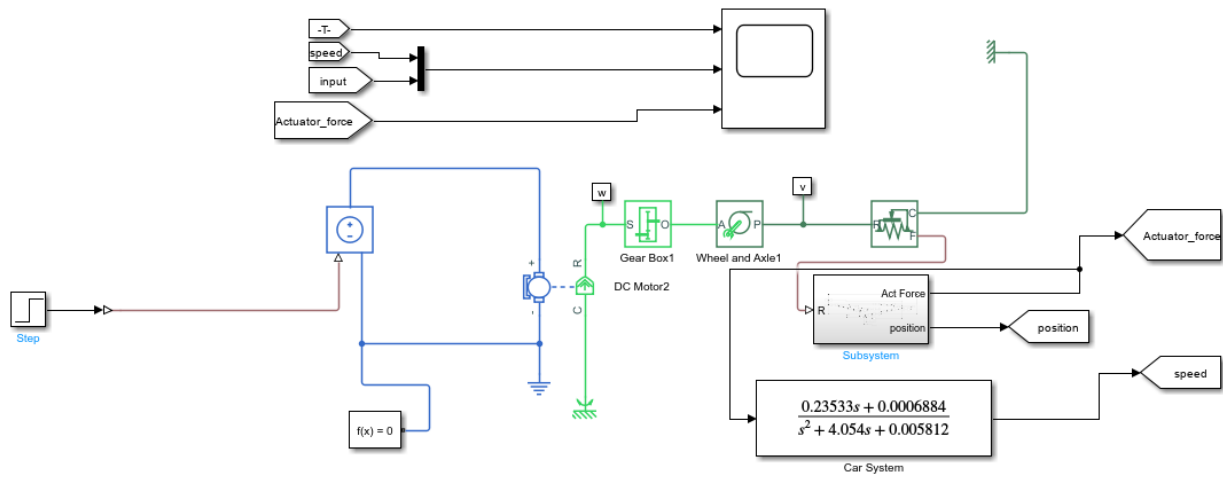 -T-
speed
input
Actuator_force
+
−
Step
f(x) = 0
+
-
R
C
w
S
O
Gear Box1
DC Motor2
A
P
Wheel and Axle1
v
R
C
F
R
Act Force
position
Subsystem
Actuator_force
position
speed
0.23533s + 0.0006884
s² + 4.054s + 0.005812
Car System